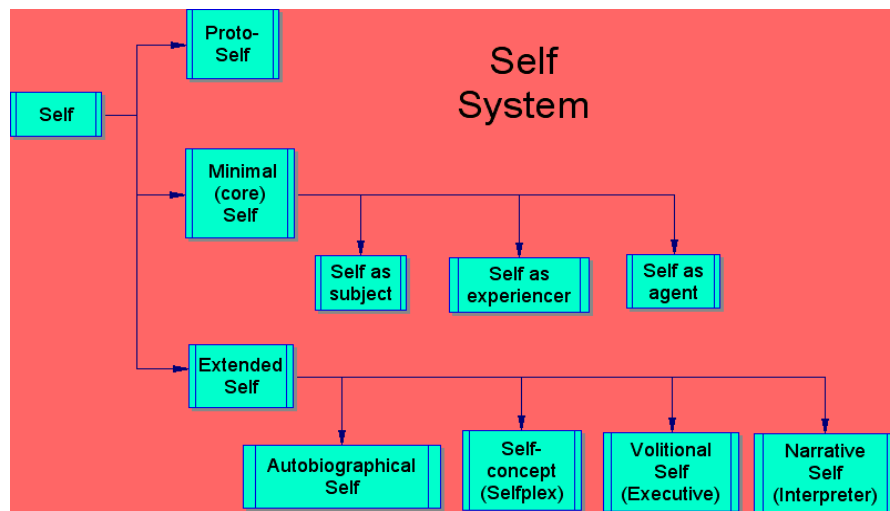 Proto-
Self
Self
System
Self
Minimal
(core)
Self
Self as
subject
Self as
experiencer
Self as
agent
Extended
Self
Autobiographical
Self
Self-
concept
(Selfplex)
Volitional
Self
(Executive)
Narrative
Self
(Interpreter)